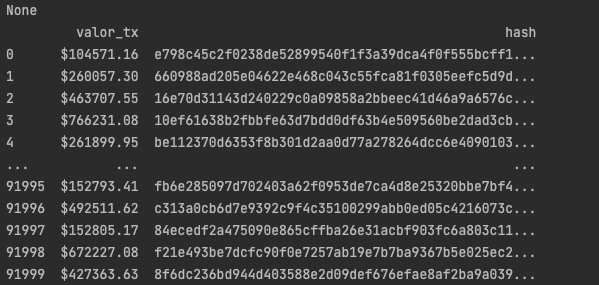 None
valor_tx hash
0 $104571.16 e798c45c2f0238de52899540f1f3a39dca4f0f555bcff1...
1 $260057.30 660988ad205e04622e468c043c55fca81f0305eefc5d9d...
2 $463707.55 16e70d31143d240229c0a09858a2bbeec41d46a9a6576c...
3 $766231.08 10ef61638b2fbbfe63d7bdd0df63b4e509560be2dad3cb...
4 $261899.95 be112370d6353f8b301d2aa0d77a278264dcc6e4090103...
... ... ...
91995 $152793.41 fb6e285097d702403a62f0953de7ca4d8e25320bbe7bf4...
91996 $492511.62 c313a0cb6d7e9392c9f4c35100299abb0ed05c4216073c...
91997 $152805.17 84ecedf2a475090e865cffba26e31acbf903fc6a803c11...
91998 $672227.08 f21e493be7dcfc90f0e7257ab19e7b7ba9367b5e025ec2...
91999 $427363.63 8f6dc236bd944d403588e2d09def676efae8af2ba9a039...